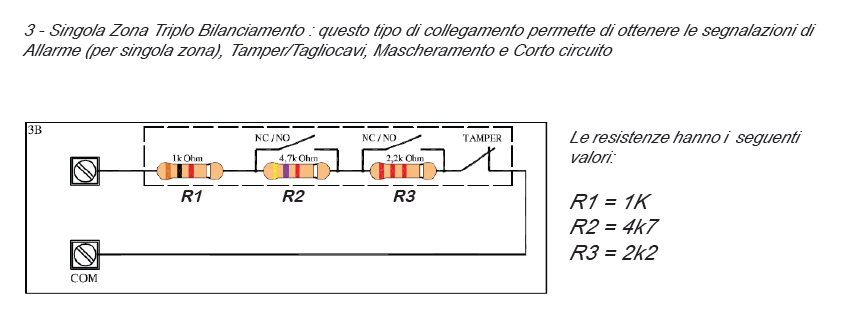 3 - Singola Zona Triplo Bilanciamento : questo tipo di collegamento permette di ottenere le segnalazioni di
Allarme (per singola zona), Tamper/Tagliocavi, Mascheramento e Corto circuito
3B
NC / NO
NC / NO
TAMPER
1k Ohm
4,7k Ohm
2,2k Ohm
R1
R2
R3
COM
Le resistenze hanno i seguenti
valori:
R1 = 1K
R2 = 4k7
R3 = 2k2